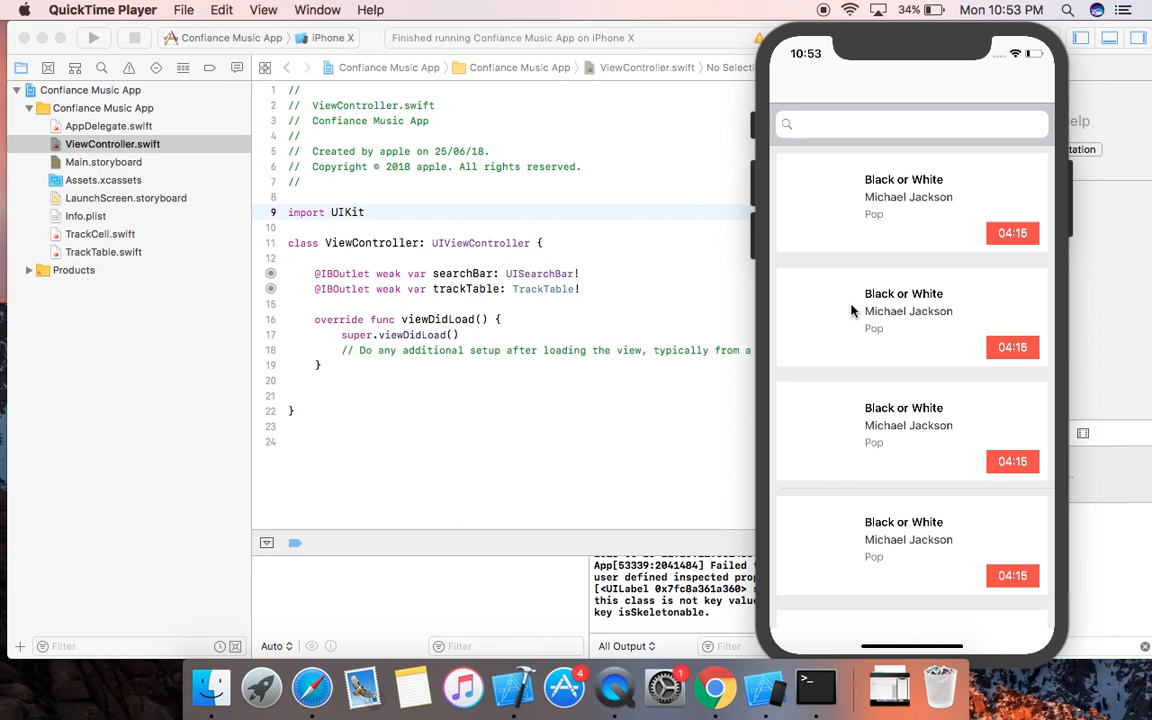 QuickTime Player File Edit View Window Help
34% Mon 10:53 PM
Confiance Music App iPhone X
Finished running Confiance Music App on iPhone X
Confiance Music App
Confiance Music App
AppDelegate.swift
ViewController.swift
Main.storyboard
Assets.xcassets
LaunchScreen.storyboard
Info.plist
TrackCell.swift
TrackTable.swift
Products
Filter
Confiance Music App Confiance Music App ViewController.swift No Selecti
1 //
2 // ViewController.swift
3 // Confiance Music App
4 //
5 // Created by apple on 25/06/18.
6 // Copyright © 2018 apple. All rights reserved.
7 //
8
9 import UIKit
10
11 class ViewController: UIViewController {
12
13 @IBOutlet weak var searchBar: UISearchBar!
14 @IBOutlet weak var trackTable: TrackTable!
15
16 override func viewDidLoad() {
17 super.viewDidLoad()
18 // Do any additional setup after loading the view, typically from a
19 }
20
21
22 }
23
24
Auto
Filter
App[53339:2041484] Failed t
user defined inspected prop
[<UILabel 0x7fc8a361a360> s
this class is not key value
key isSkeletonable.
All Output
Filter
10:53
Black or White
Michael Jackson
Pop
04:15
Black or White
Michael Jackson
Pop
04:15
Black or White
Michael Jackson
Pop
04:15
Black or White
Michael Jackson
Pop
04:15
elp
tation
4
1